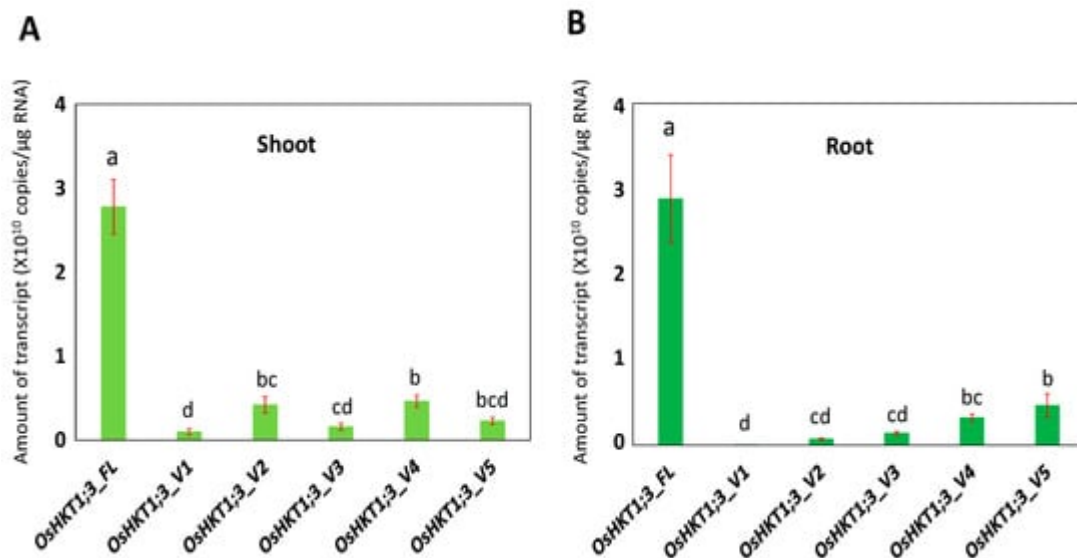 A
Amount of transcript (X10¹⁰ copies/µg RNA)
4
3
2
1
0
Shoot
a
d
bc
cd
b
bcd
OsHKT1;3_FL
OsHKT1;3_V1
OsHKT1;3_V2
OsHKT1;3_V3
OsHKT1;3_V4
OsHKT1;3_V5
B
Amount of transcript (X10¹⁰ copies/µg RNA)
4
3
2
1
0
Root
a
d
cd
cd
bc
b
OsHKT1;3_FL
OsHKT1;3_V1
OsHKT1;3_V2
OsHKT1;3_V3
OsHKT1;3_V4
OsHKT1;3_V5